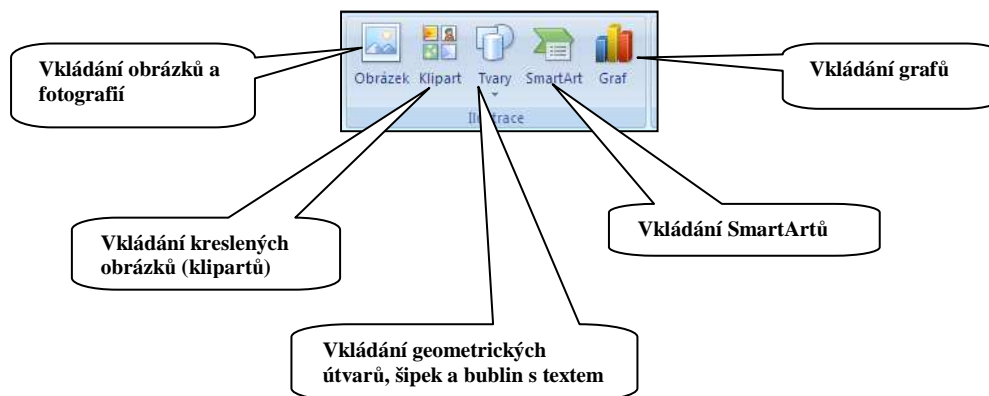 Vkládání obrázků a
fotografií
Obrázek Klipart Tvary SmartArt Graf
Ilustrace
Vkládání grafů
Vkládání kreslených
obrázků (klipartů)
Vkládání SmartArtů
Vkládání geometrických
útvarů, šipek a bublin s textem